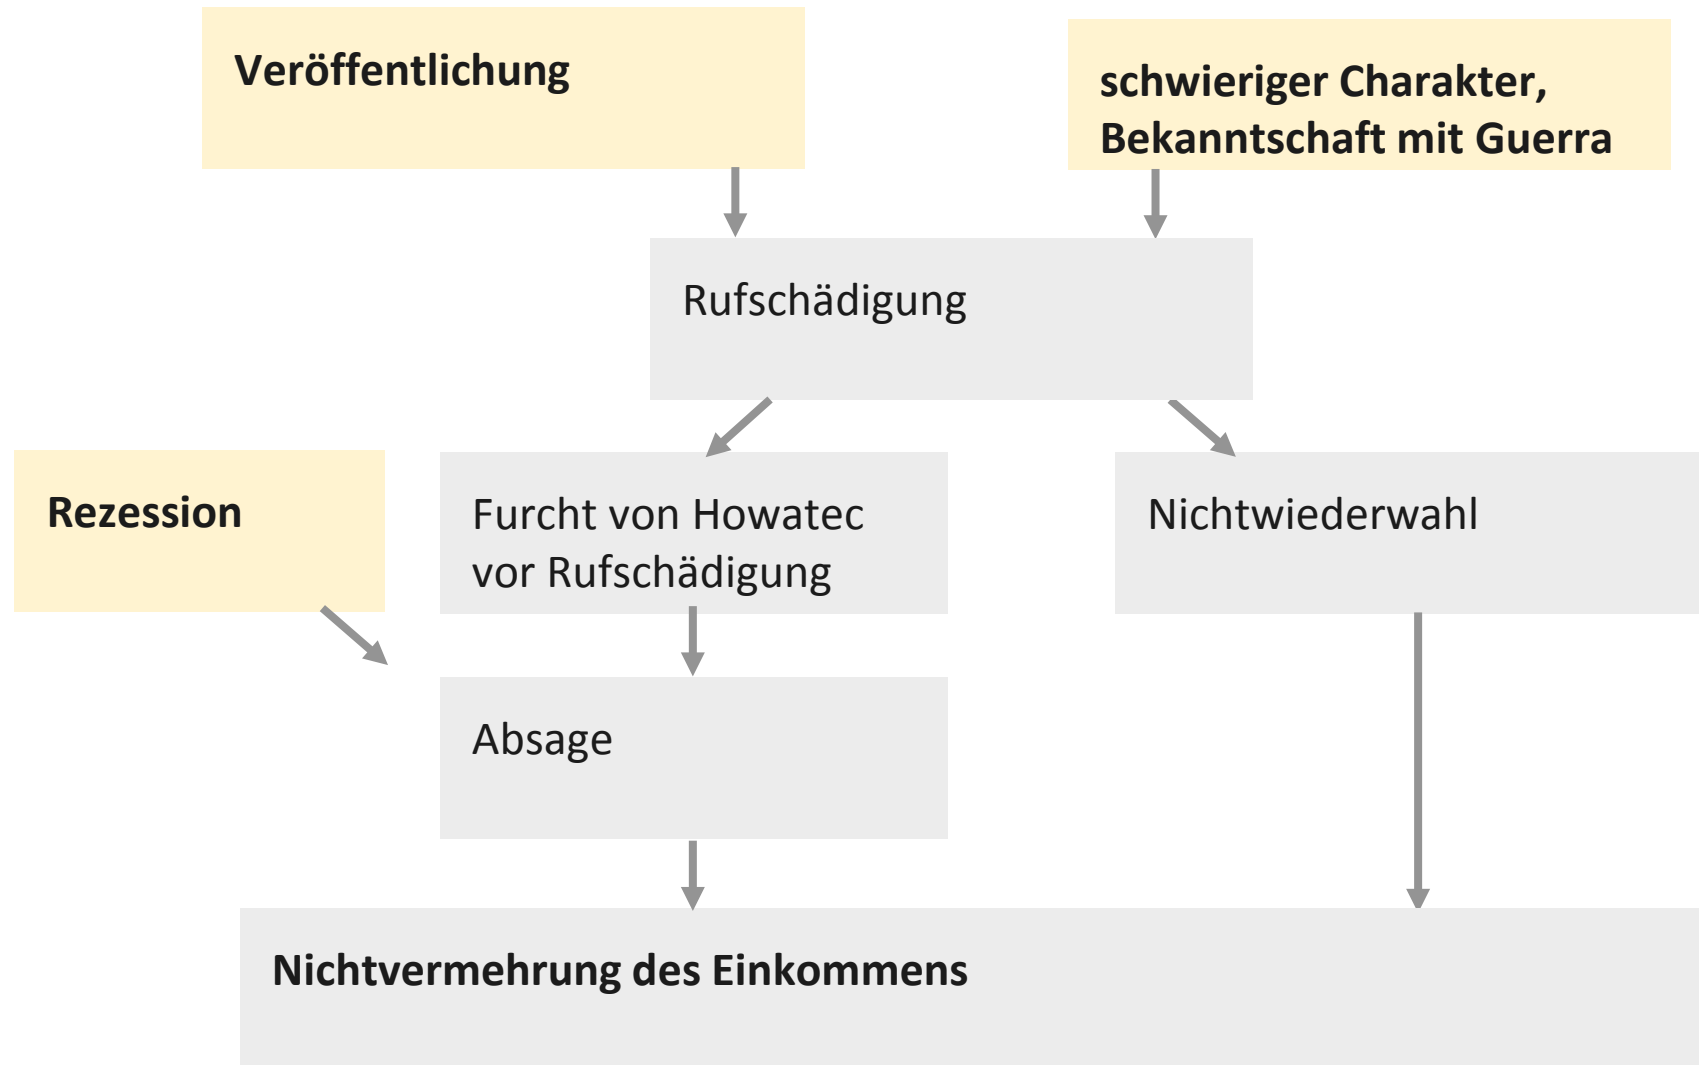 Veröffentlichung
schwieriger Charakter,
Bekanntschaft mit Guerra
Rufschädigung
Rezession
Furcht von Howatec
vor Rufschädigung
Nichtwiederwahl
Absage
Nichtvermehrung des Einkommens